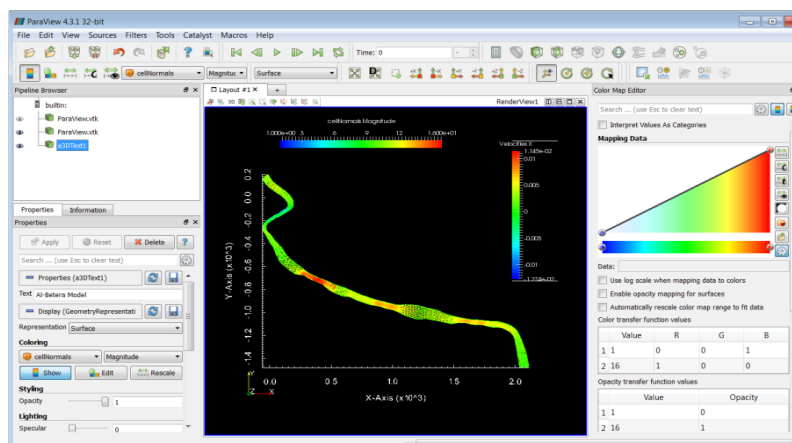 ParaView 4.3.1 32-bit
File Edit View Sources Filters Tools Catalyst Macros Help
Time: 0
cellNormals Magnituc Surface
Pipeline Browser
builtin:
ParaView.vtk
ParaView.vtk
a3DText1
Properties Information
Properties
Apply Reset Delete ?
Search ... (use Esc to clear text)
Properties (a3DText1)
Text Al-Betera Model
Display (GeometryRepresentati
Representation Surface
Coloring
cellNormals Magnitude
Show Edit Rescale
Styling
Opacity 1
Lighting
Specular 0
Layout #1 X +
3D RenderView1
cellNormals Magnitude
1.000e+00 3 6 9 12 1.600e+01
Velocities X
1.145e-02
0.01
0.005
0
-0.005
-0.01
Y-Axis (x10^3)
0.2
0.0
-0.2
-0.4
-0.6
-0.8
-1.0
-1.2
-1.4
0.0 0.5 1.0 1.5 2.0
X-Axis (x10^3)
Y
Z X
Color Map Editor
Search ... (use Esc to clear text)
Interpret Values As Categories
Mapping Data
Data:
Use log scale when mapping data to colors
Enable opacity mapping for surfaces
Automatically rescale color map range to fit data
Color transfer function values
Value R G B
1 1 0 0 1
2 16 1 0 0
Opacity transfer function values
Value Opacity
1 1 0
2 16 1